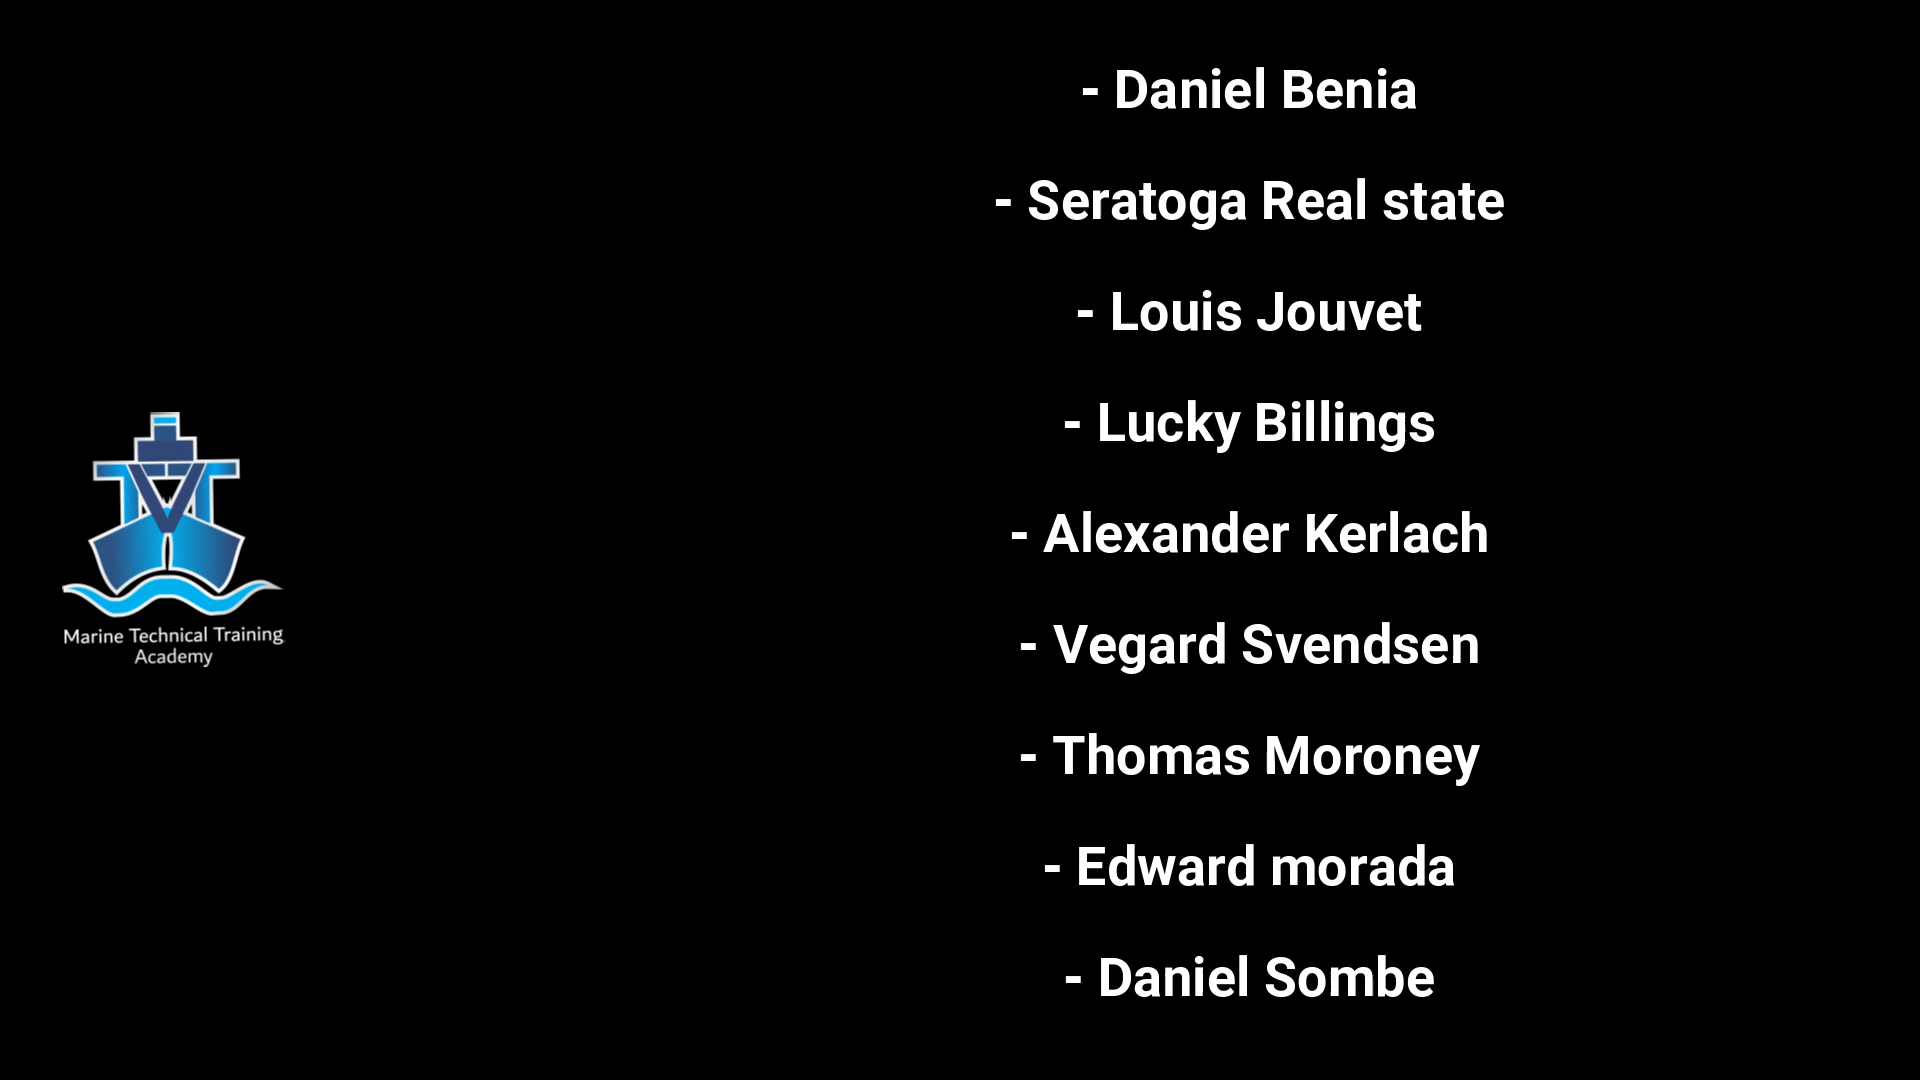 - Daniel Benia
- Seratoga Real state
- Louis Jouvet
- Lucky Billings
- Alexander Kerlach
- Vegard Svendsen
- Thomas Moroney
- Edward morada
- Daniel Sombe
Marine Technical Training
Academy